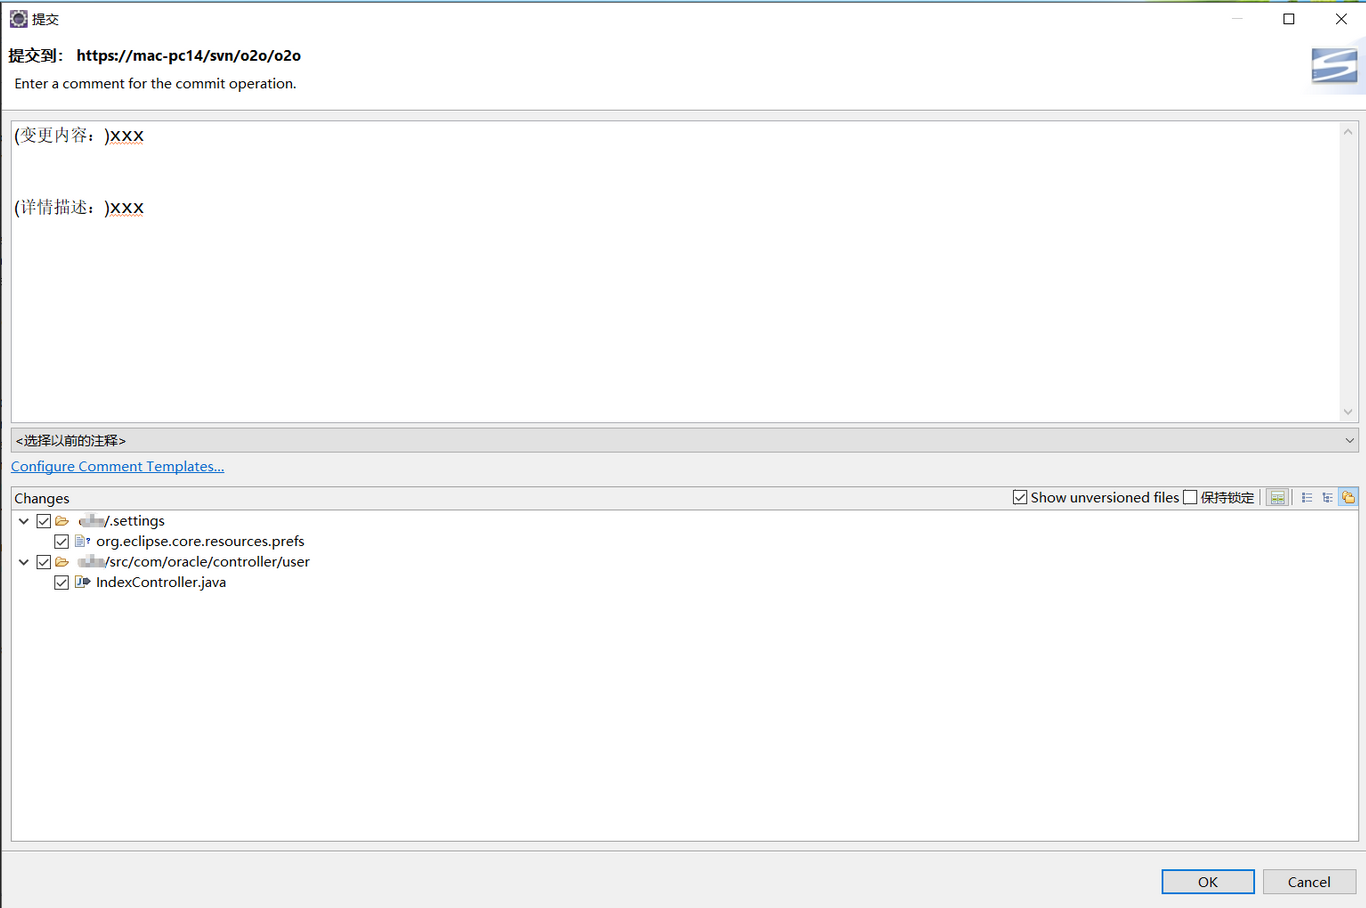 提交
提交到： https://mac-pc14/svn/o2o/o2o
Enter a comment for the commit operation.
(变更内容：)xxx
(详情描述：)xxx
<选择以前的注释>
Configure Comment Templates...
Changes
Show unversioned files 保持锁定
/.settings
org.eclipse.core.resources.prefs
/src/com/oracle/controller/user
IndexController.java
OK Cancel